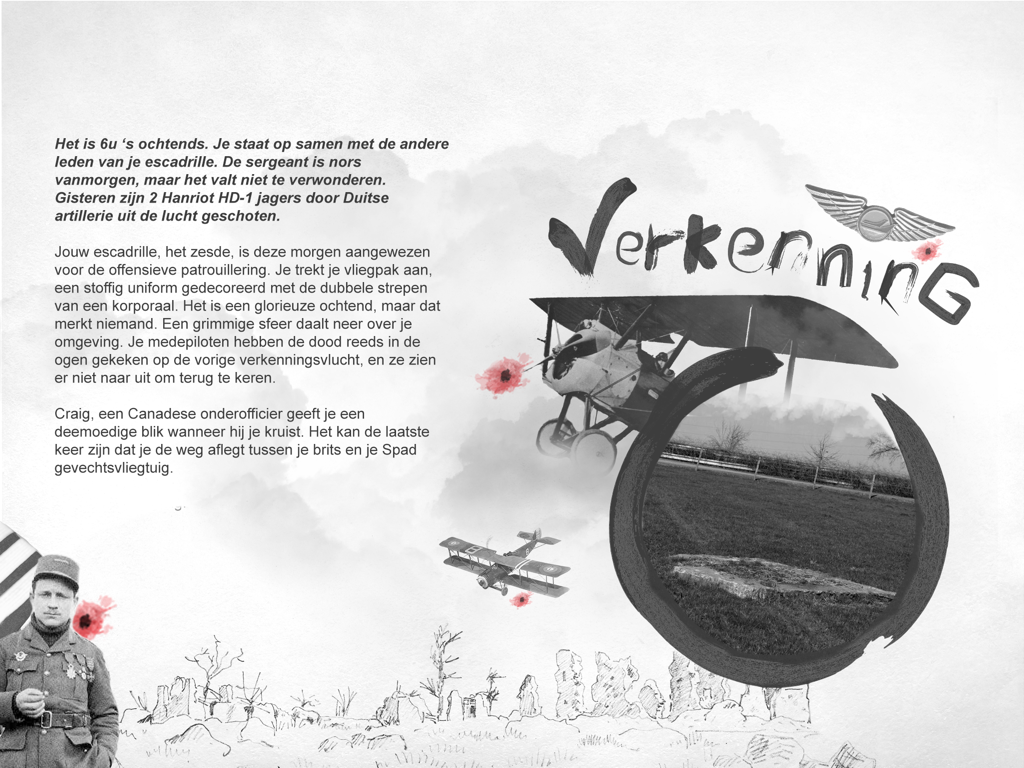 Het is 6u ‘s ochtends. Je staat op samen met de andere
leden van je escadrille. De sergeant is nors
vanmorgen, maar het valt niet te verwonderen.
Gisteren zijn 2 Hanriot HD-1 jagers door Duitse
artillerie uit de lucht geschoten.
Jouw escadrille, het zesde, is deze morgen aangewezen
voor de offensieve patrouillering. Je trekt je vliegpak aan,
een stoffig uniform gedecoreerd met de dubbele strepen
van een korporaal. Het is een glorieuze ochtend, maar dat
merkt niemand. Een grimmige sfeer daalt neer over je
omgeving. Je medepiloten hebben de dood reeds in de
ogen gekeken op de vorige verkenningsvlucht, en ze zien
er niet naar uit om terug te keren.
Craig, een Canadese onderofficier geeft je een
deemoedige blik wanneer hij je kruist. Het kan de laatste
keer zijn dat je de weg aflegt tussen je brits en je Spad
gevechtsvliegtuig.
Verkenning